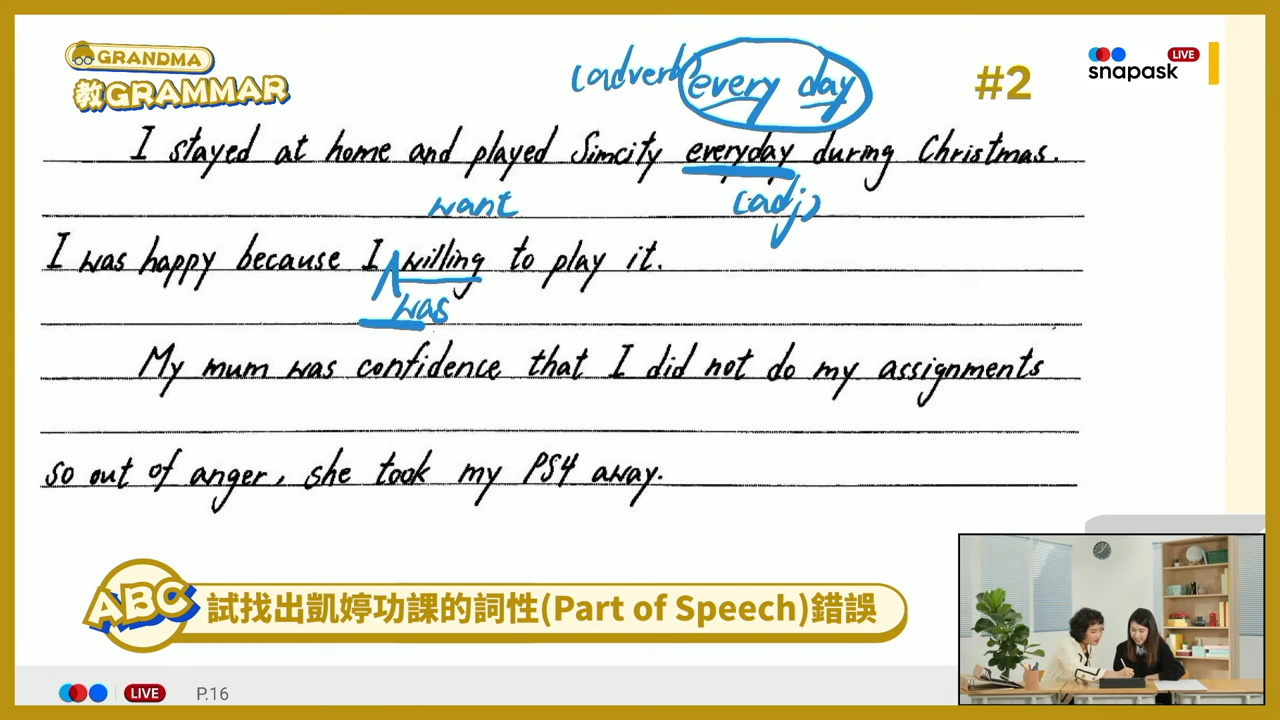 GRANDMA
教GRAMMAR
(adverb) every day
#2
LIVE
snapask
I stayed at home and played Simcity everyday during Christmas.
want
(adj)
I was happy because I willing to play it.
was
My mum was confidence that I did not do my assignments
so out of anger, she took my PS4 away.
ABC
試找出凱婷功課的詞性(Part of Speech)錯誤
LIVE
P.16